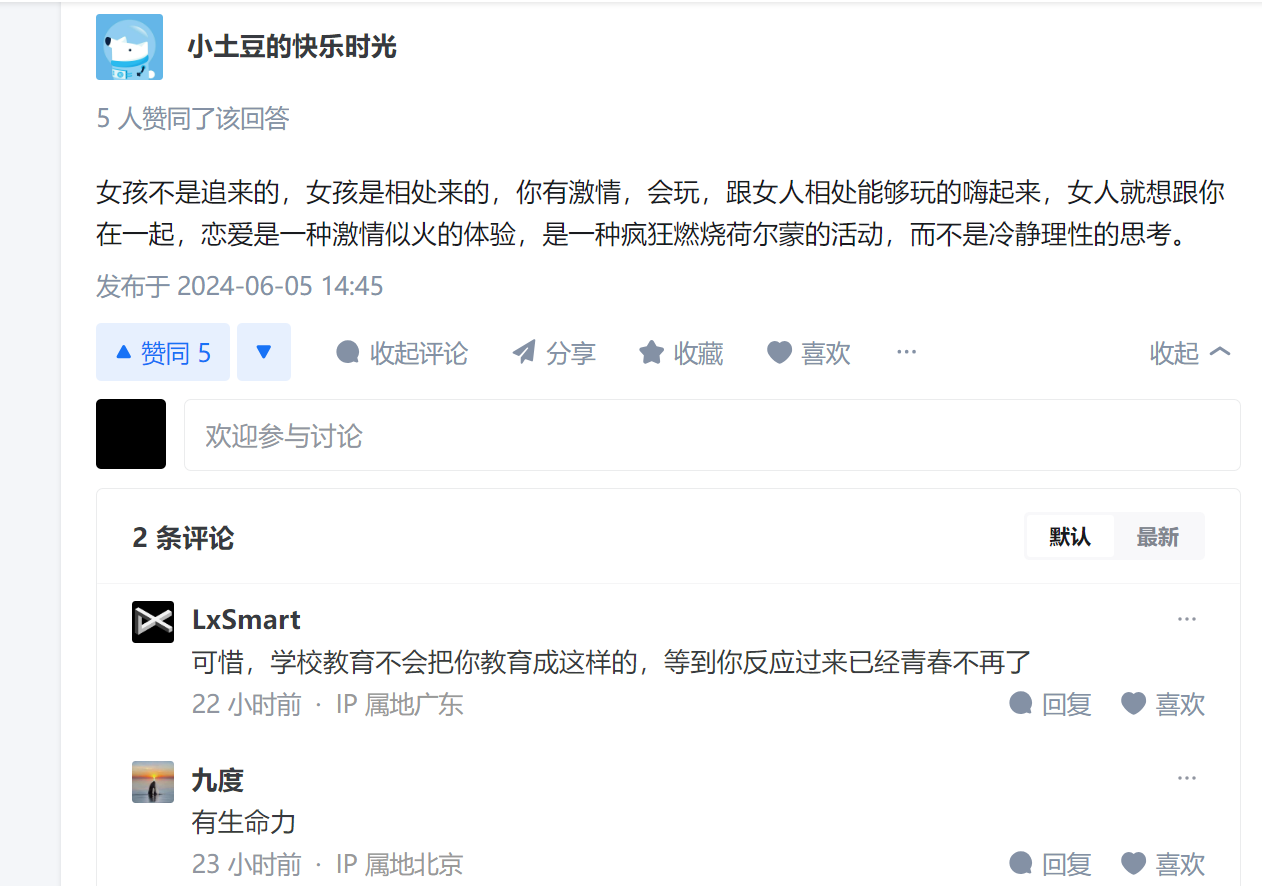 小土豆的快乐时光
5 人赞同了该回答
女孩不是追来的，女孩是相处来的，你有激情，会玩，跟女人相处能够玩的嗨起来，女人就想跟你
在一起，恋爱是一种激情似火的体验，是一种疯狂燃烧荷尔蒙的活动，而不是冷静理性的思考。
发布于 2024-06-05 14:45
赞同 5 收起评论 分享 收藏 喜欢 ··· 收起
欢迎参与讨论
2 条评论 默认 最新
LxSmart ···
可惜，学校教育不会把你教育成这样的，等到你反应过来已经青春不再了
22 小时前 · IP 属地广东 回复 喜欢
九度 ···
有生命力
23 小时前 · IP 属地北京 回复 喜欢